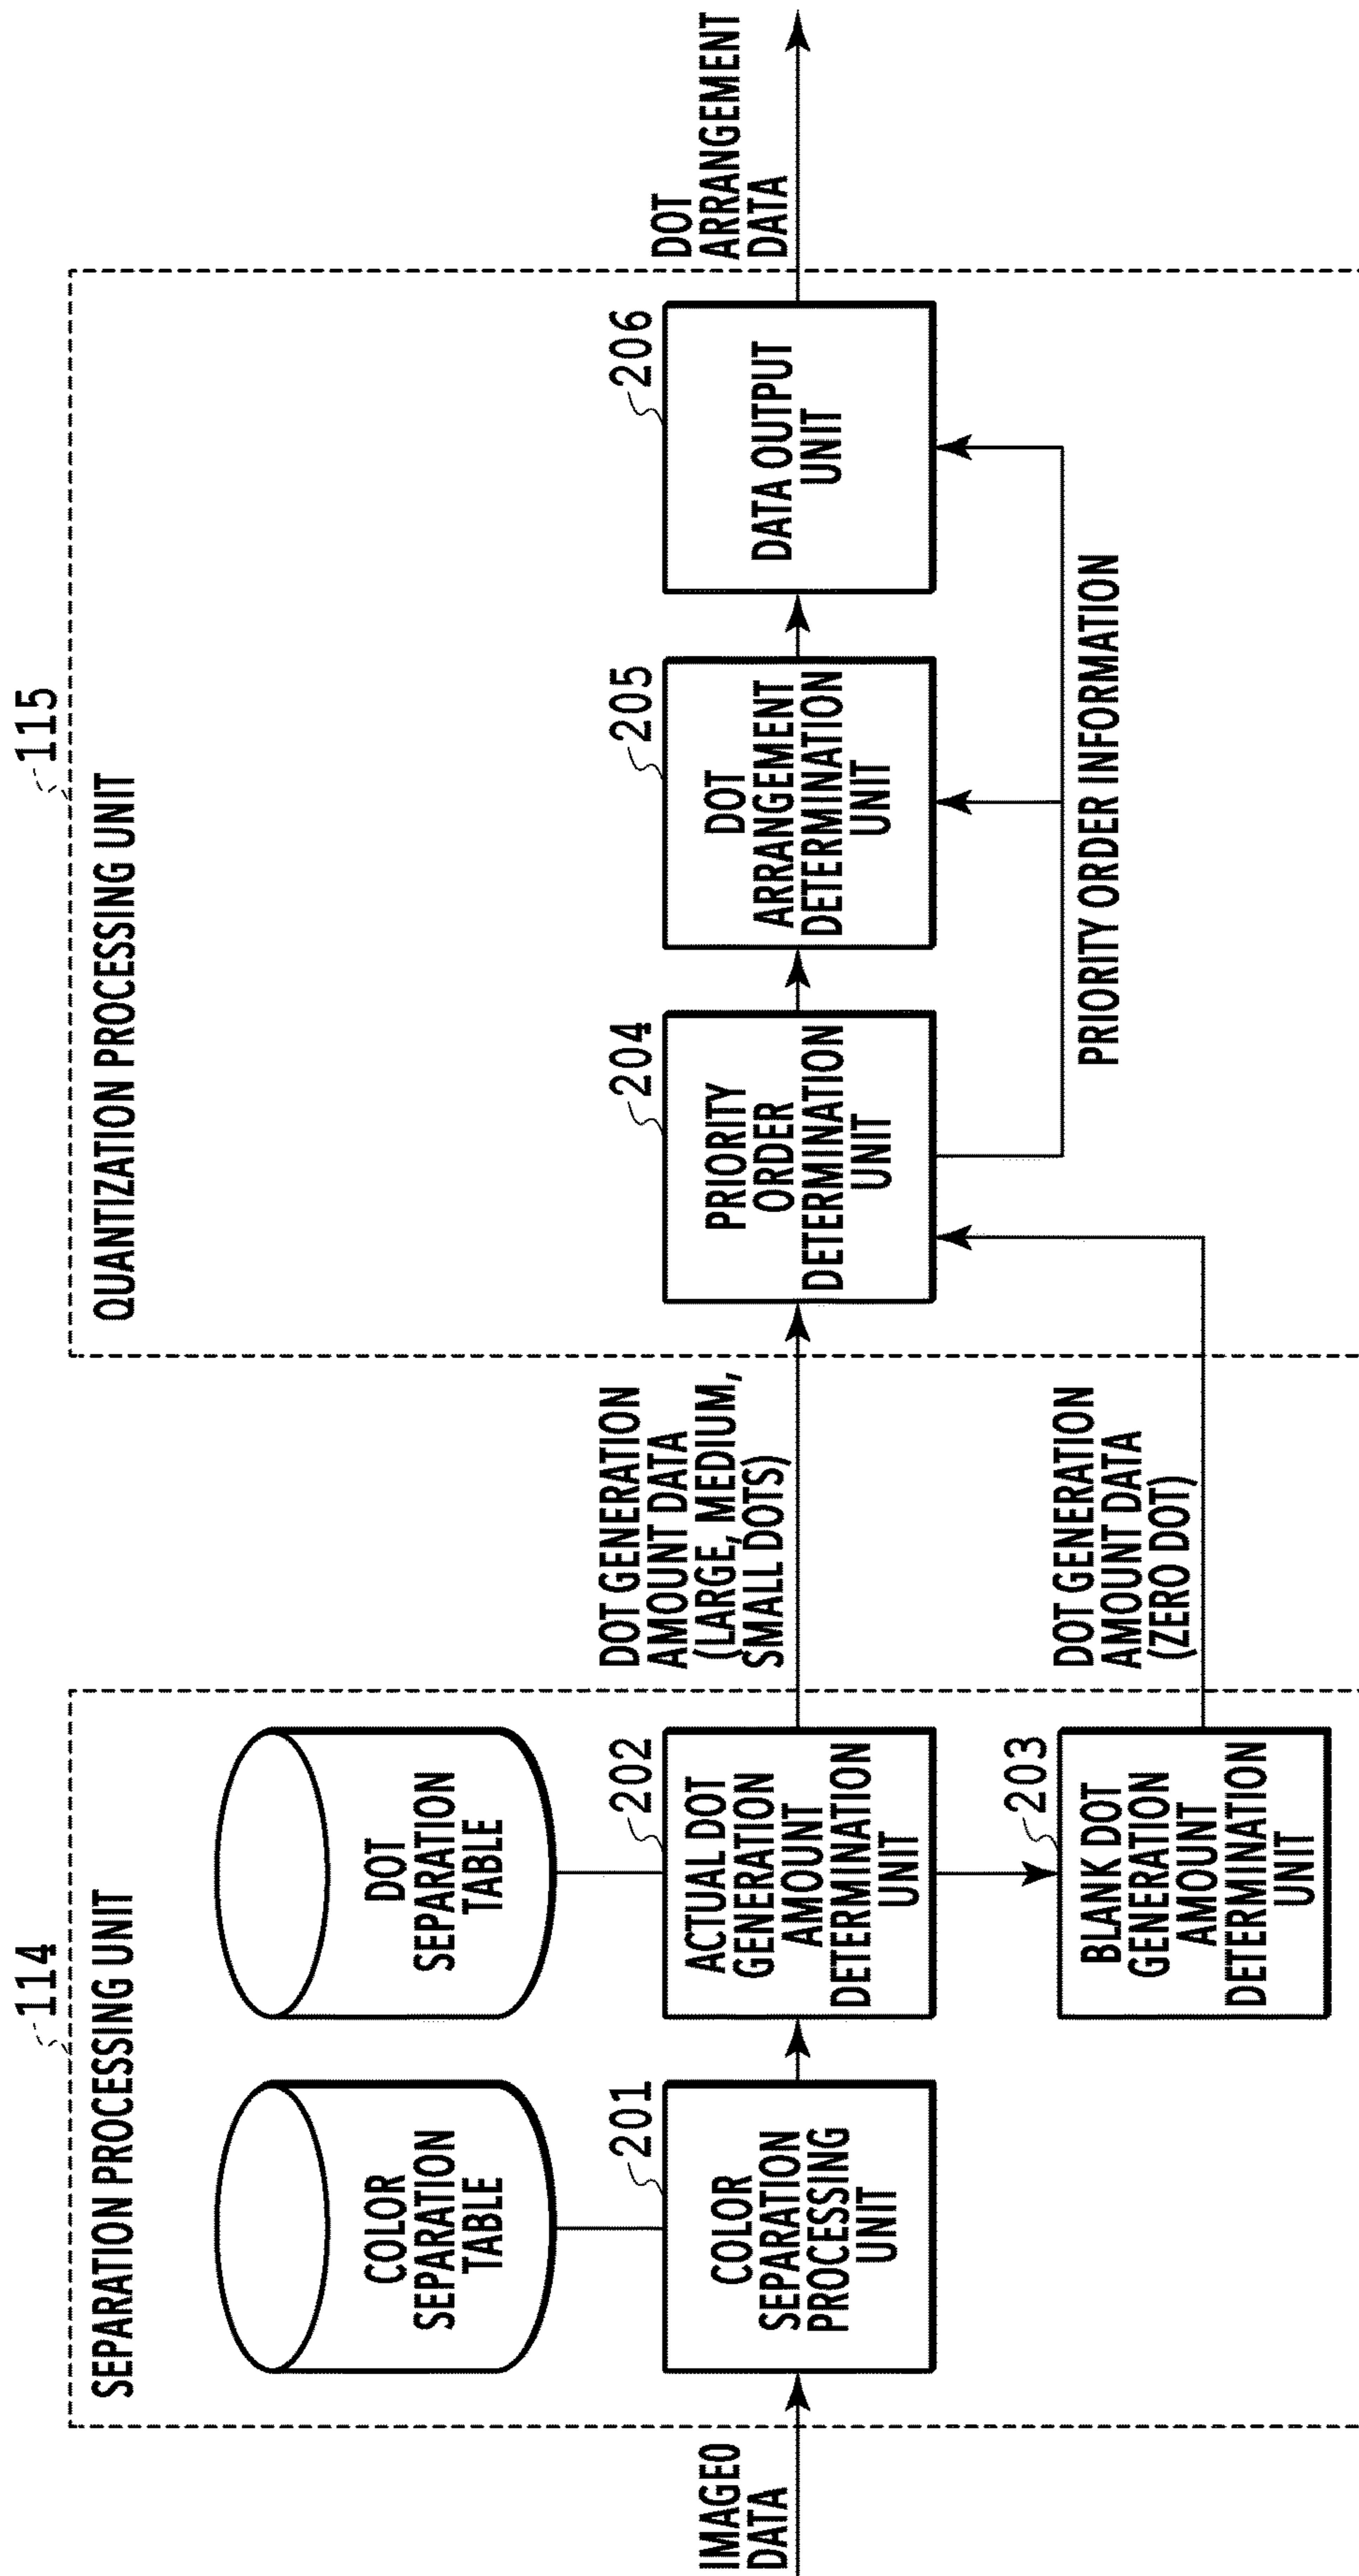 114
SEPARATION PROCESSING UNIT
COLOR
SEPARATION
TABLE
DOT
SEPARATION
TABLE
IMAGE0
DATA
201
COLOR
SEPARATION
PROCESSING
UNIT
202
ACTUAL DOT
GENERATION
AMOUNT
DETERMINATION
UNIT
203
BLANK DOT
GENERATION
AMOUNT
DETERMINATION
UNIT
DOT GENERATION
AMOUNT DATA
(LARGE, MEDIUM,
SMALL DOTS)
DOT GENERATION
AMOUNT DATA
(ZERO DOT)
115
QUANTIZATION PROCESSING UNIT
204
PRIORITY
ORDER
DETERMINATION
UNIT
205
DOT
ARRANGEMENT
DETERMINATION
UNIT
206
DATA OUTPUT
UNIT
PRIORITY ORDER INFORMATION
DOT
ARRANGEMENT
DATA